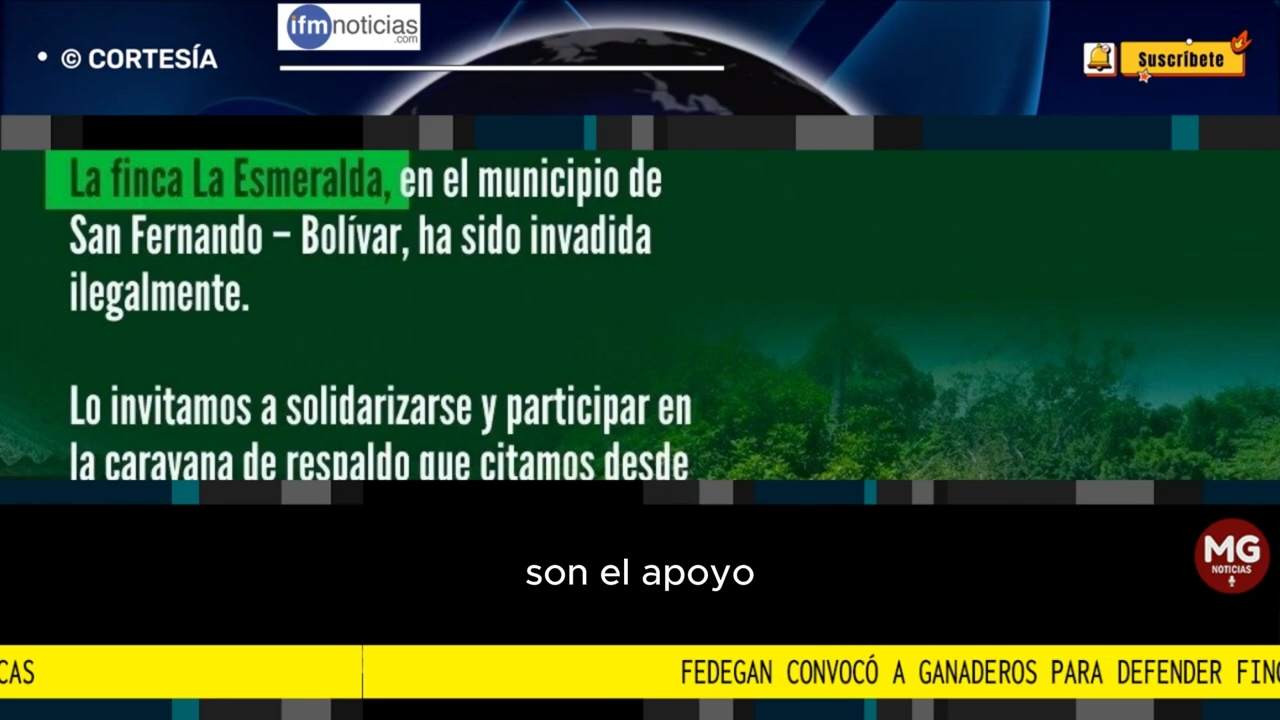 • © CORTESÍA
ifmnoticias
.com
Suscríbete
La finca La Esmeralda, en el municipio de
San Fernando – Bolívar, ha sido invadida
ilegalmente.
Lo invitamos a solidarizarse y participar en
la caravana de respaldo que citamos desde
son el apoyo
MG
NOTICIAS
CAS
FEDEGAN CONVOCÓ A GANADEROS PARA DEFENDER FINC